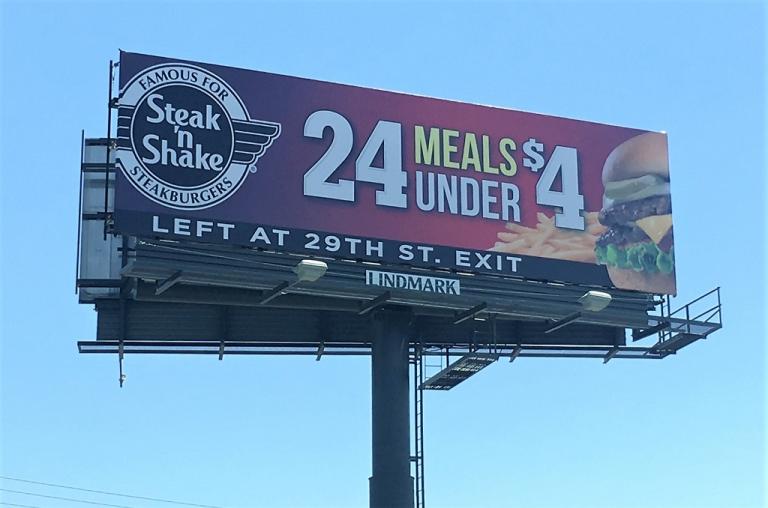 FAMOUS FOR
Steak
'n
Shake
STEAKBURGERS
24 MEALS UNDER $4
LEFT AT 29TH ST. EXIT
LINDMARK